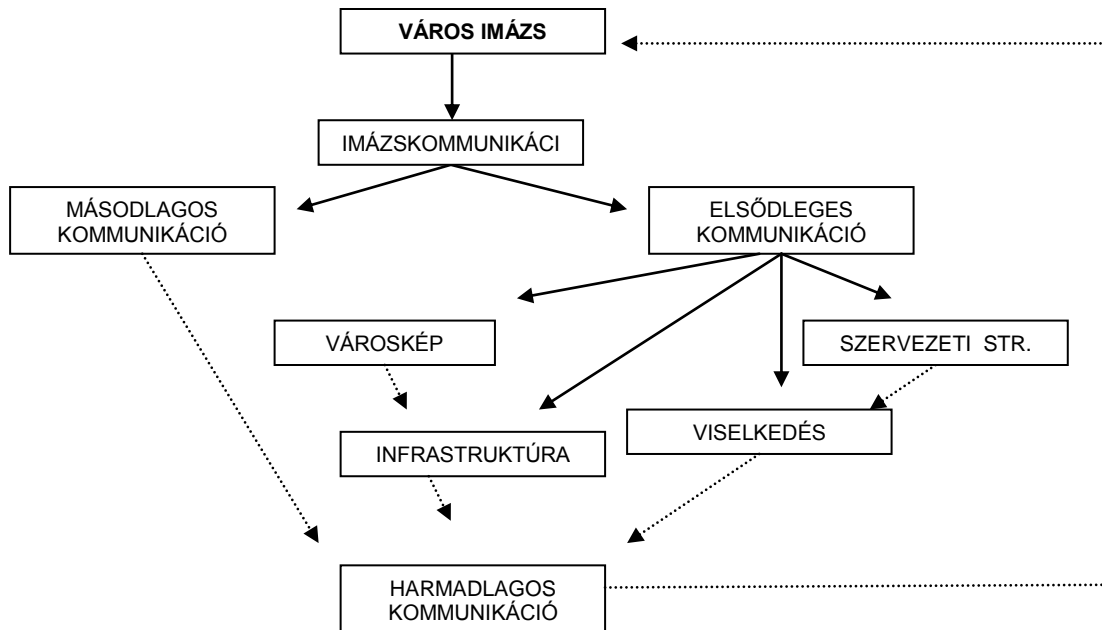 VÁROS IMÁZS
IMÁZSKOMMUNIKÁCI
MÁSODLAGOS
KOMMUNIKÁCIÓ
ELSŐDLEGES
KOMMUNIKÁCIÓ
VÁROSKÉP
SZERVEZETI STR.
INFRASTRUKTÚRA
VISELKEDÉS
HARMADLAGOS
KOMMUNIKÁCIÓ